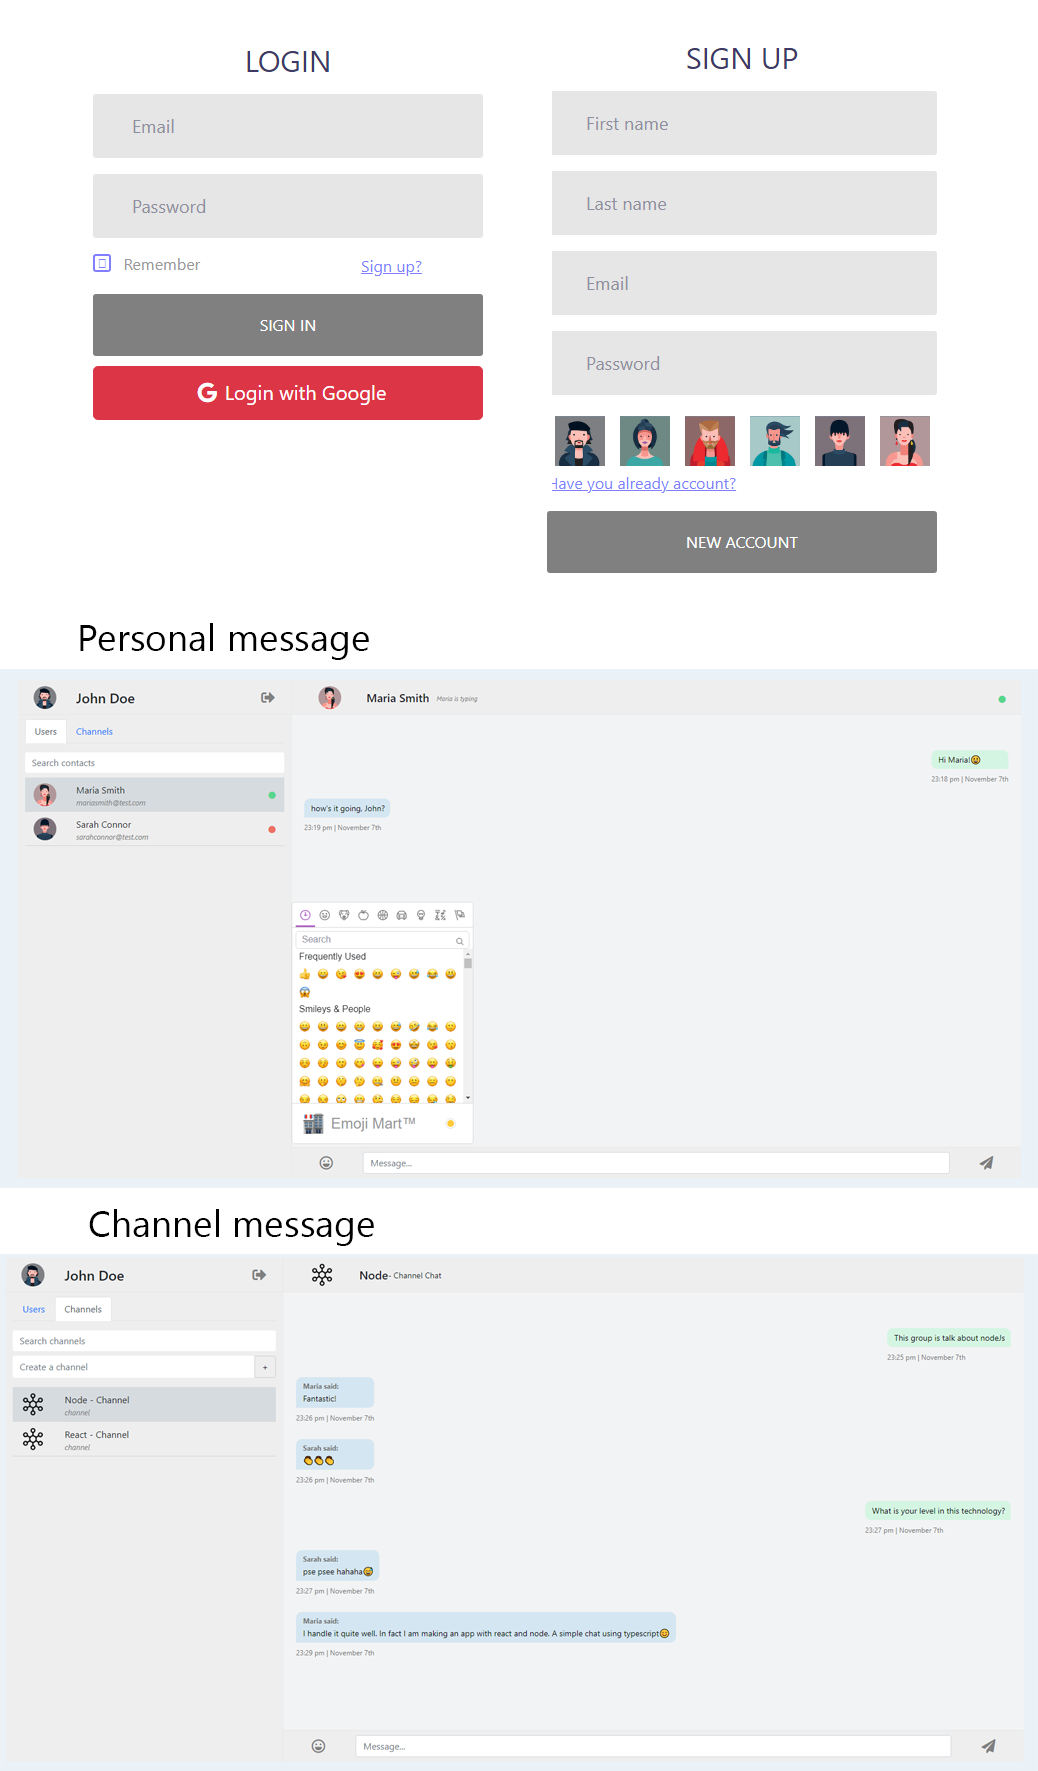 LOGIN
Email
Password
Remember
Sign up?
SIGN IN
G Login with Google
SIGN UP
First name
Last name
Email
Password
Have you already account?
NEW ACCOUNT
Personal message
John Doe
Users
Channels
Search contacts
Maria Smith
mariasmith@test.com
Sarah Connor
sarahconnor@test.com
Maria Smith Maria is typing
Hi Maria!😀
23:18 pm | November 7th
how's it going, John?
23:19 pm | November 7th
Search
Frequently Used
Smileys & People
Emoji Mart™
Message...
Channel message
John Doe
Users
Channels
Search channels
Create a channel
+
Node - Channel
channel
React - Channel
channel
Node- Channel Chat
This group is talk about nodeJs
23:25 pm | November 7th
Maria said:
Fantastic!
23:26 pm | November 7th
Sarah said:
👏👏👏
23:26 pm | November 7th
What is your level in this technology?
23:27 pm | November 7th
Sarah said:
pse psee hahaha😅
23:27 pm | November 7th
Maria said:
I handle it quite well. In fact I am making an app with react and node. A simple chat using typescript😊
23:29 pm | November 7th
Message...